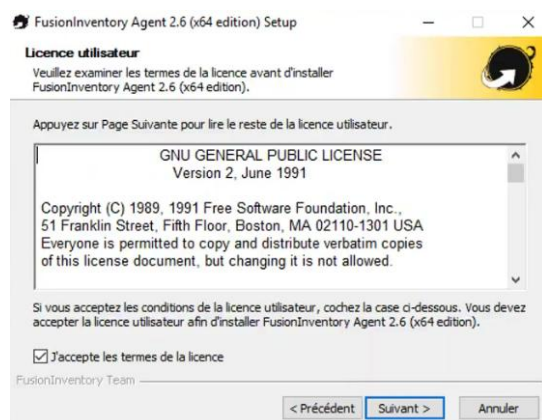 FusionInventory Agent 2.6 (x64 edition) Setup
Licence utilisateur
Veuillez examiner les termes de la licence avant d'installer
FusionInventory Agent 2.6 (x64 edition).
Appuyez sur Page Suivante pour lire le reste de la licence utilisateur.
GNU GENERAL PUBLIC LICENSE
Version 2, June 1991
Copyright (C) 1989, 1991 Free Software Foundation, Inc.,
51 Franklin Street, Fifth Floor, Boston, MA 02110-1301 USA
Everyone is permitted to copy and distribute verbatim copies
of this license document, but changing it is not allowed.
Si vous acceptez les conditions de la licence utilisateur, cochez la case ci-dessous. Vous devez
accepter la licence utilisateur afin d'installer FusionInventory Agent 2.6 (x64 edition).
J'accepte les termes de la licence
FusionInventory Team
< Précédent Suivant > Annuler